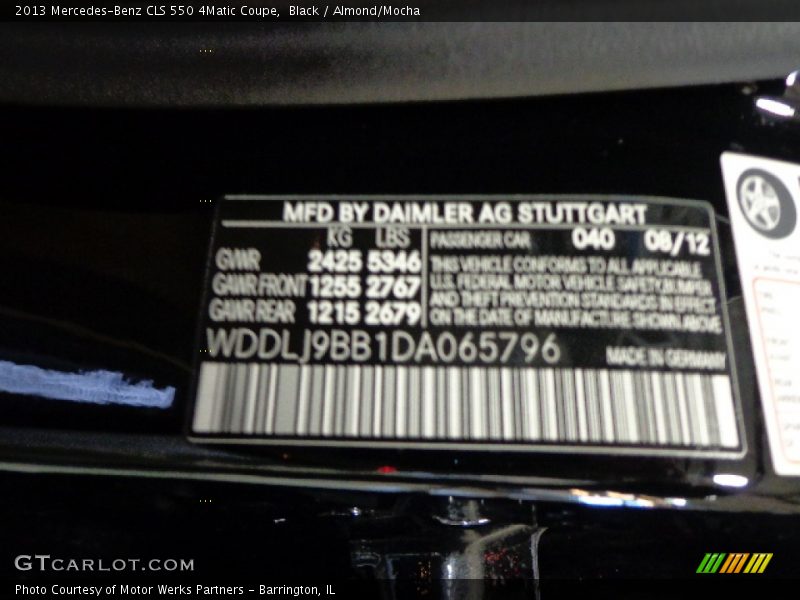 2013 Mercedes-Benz CLS 550 4Matic Coupe, Black / Almond/Mocha
MFD BY DAIMLER AG STUTTGART
KG LBS
GWR 2425 5346
GAWR FRONT 1255 2767
GAWR REAR 1215 2679
PASSENGER CAR 040 08/12
THIS VEHICLE CONFORMS TO ALL APPLICABLE
U.S. FEDERAL MOTOR VEHICLE SAFETY, BUMPER,
AND THEFT PREVENTION STANDARDS IN EFFECT
ON THE DATE OF MANUFACTURE SHOWN ABOVE
WDDLJ9BB1DA065796
MADE IN GERMANY
GTCARLOT.COM
Photo Courtesy of Motor Werks Partners - Barrington, IL